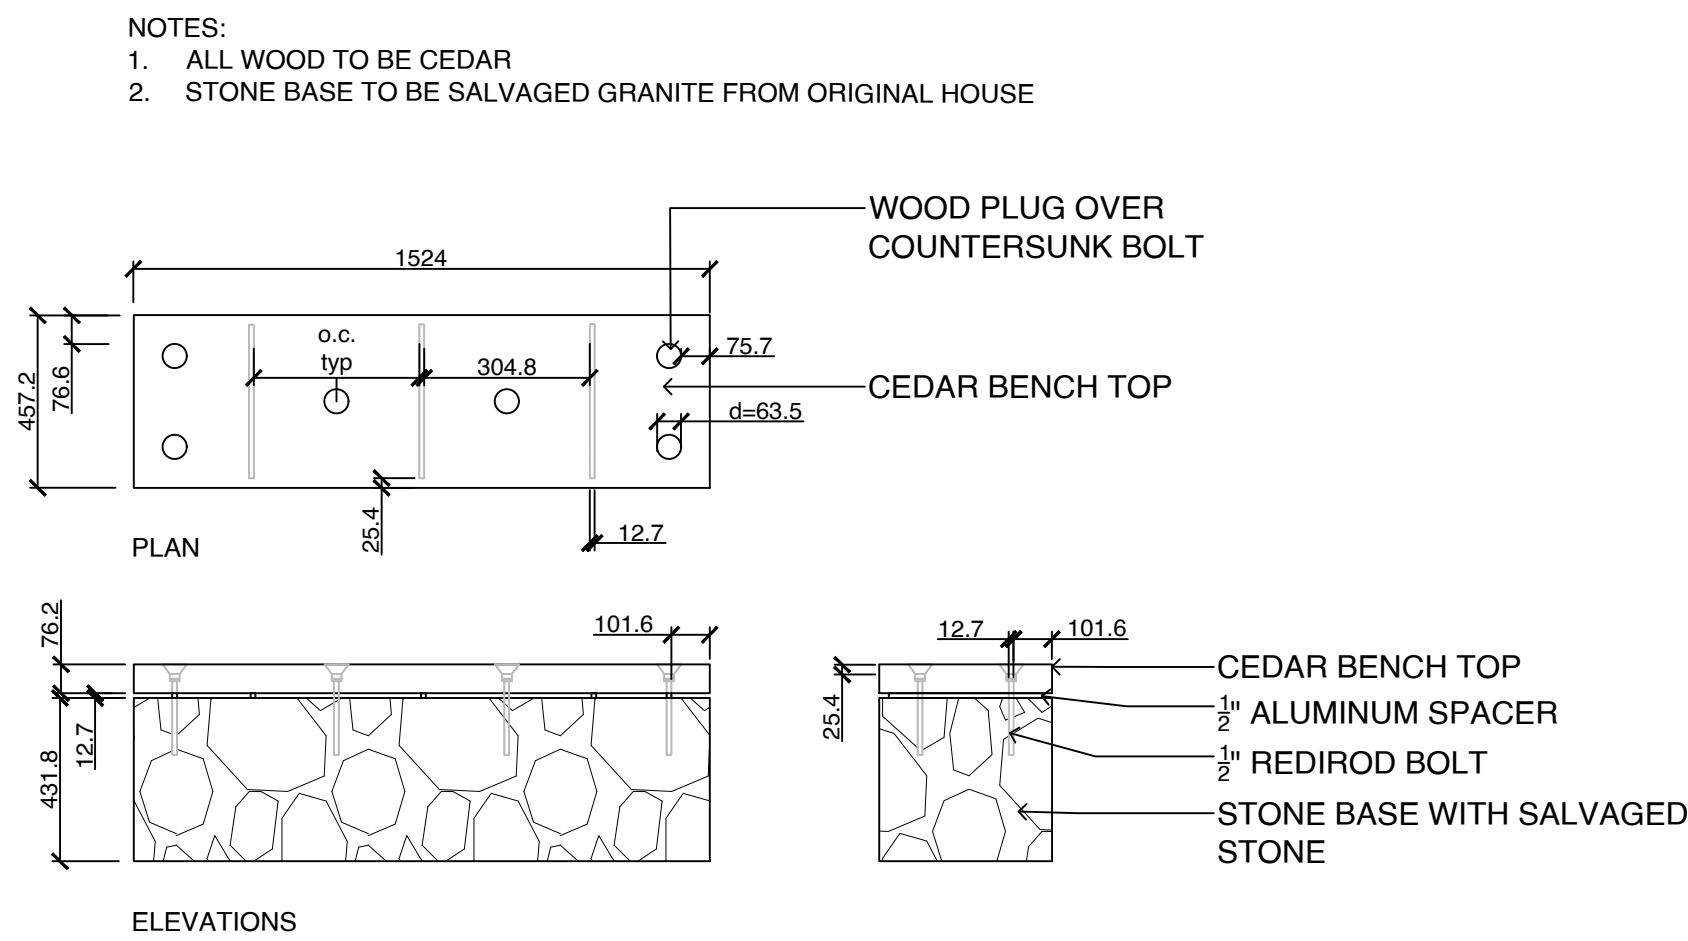 NOTES:
1. ALL WOOD TO BE CEDAR
2. STONE BASE TO BE SALVAGED GRANITE FROM ORIGINAL HOUSE
WOOD PLUG OVER
COUNTERSUNK BOLT
1524
o.c.
typ
304.8
75.7
457.2
76.6
CEDAR BENCH TOP
d=63.5
25.4
12.7
PLAN
76.2
101.6
12.7
431.8
12.7
101.6
25.4
CEDAR BENCH TOP
1/2" ALUMINUM SPACER
1/2" REDIROD BOLT
STONE BASE WITH SALVAGED
STONE
ELEVATIONS